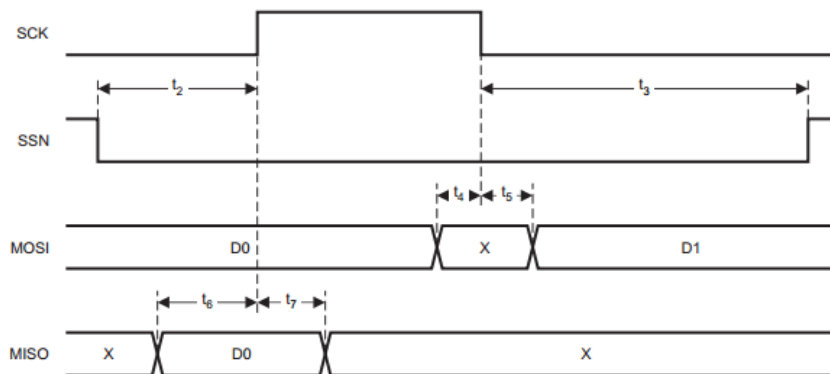 SCK
t2 t3
SSN
t4 t5
MOSI D0 X D1
t6 t7
MISO X D0 X